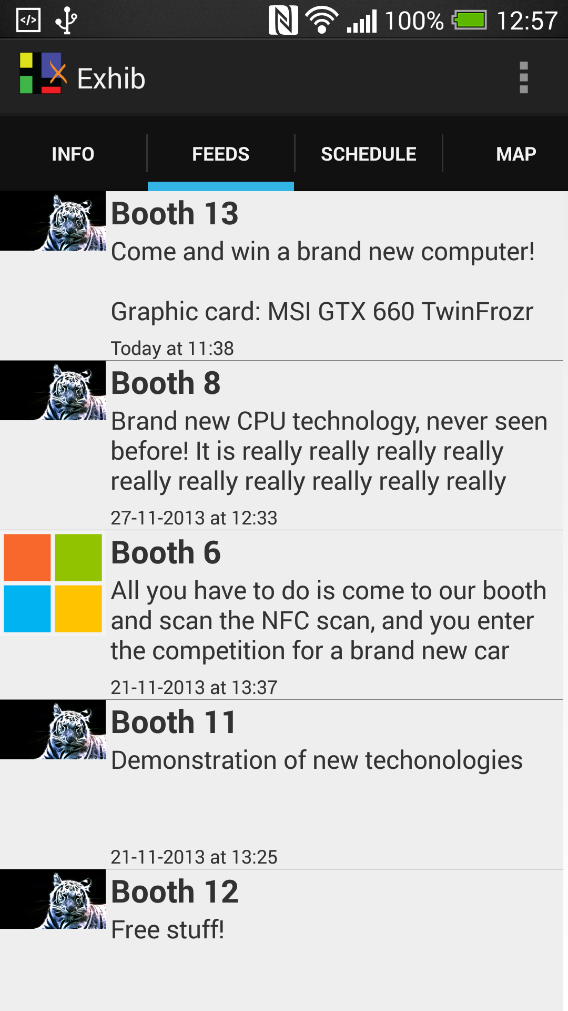 100% 12:57
Exhib
INFO FEEDS SCHEDULE MAP
Booth 13
Come and win a brand new computer!
Graphic card: MSI GTX 660 TwinFrozr
Today at 11:38
Booth 8
Brand new CPU technology, never seen
before! It is really really really really
really really really really really really
27-11-2013 at 12:33
Booth 6
All you have to do is come to our booth
and scan the NFC scan, and you enter
the competition for a brand new car
21-11-2013 at 13:37
Booth 11
Demonstration of new techonologies
21-11-2013 at 13:25
Booth 12
Free stuff!